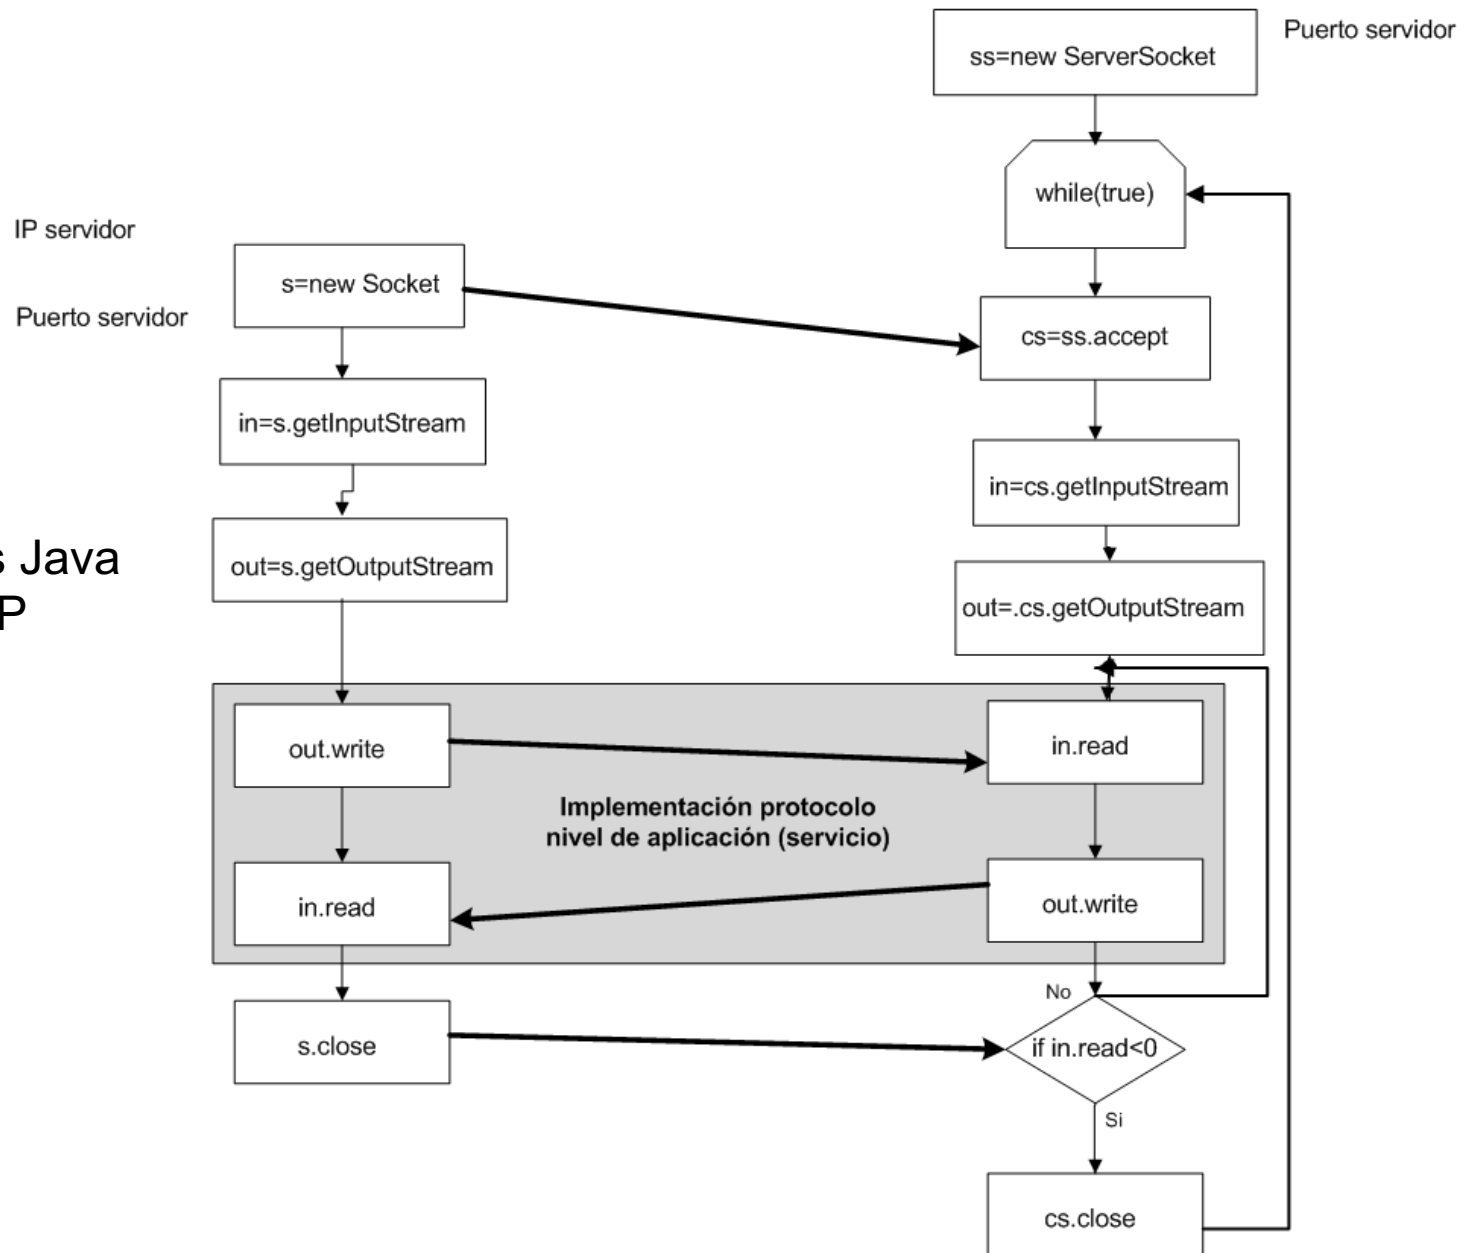 ss=new ServerSocket
Puerto servidor
while(true)
IP servidor
s=new Socket
Puerto servidor
cs=ss.accept
in=s.getInputStream
in=cs.getInputStream
s Java
P
out=s.getOutputStream
out=.cs.getOutputStream
out.write
in.read
Implementación protocolo
nivel de aplicación (servicio)
in.read
out.write
No
s.close
if in.read<0
Si
cs.close